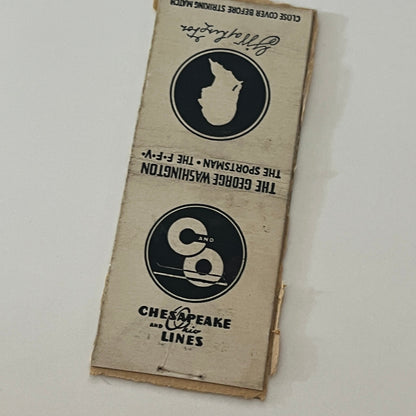 CLOSE COVER BEFORE STRIKING MATCH
G Washington
THE GEORGE WASHINGTON
THE SPORTSMAN • THE F•F•V•
C AND O
CHESAPEAKE
AND Ohio
LINES